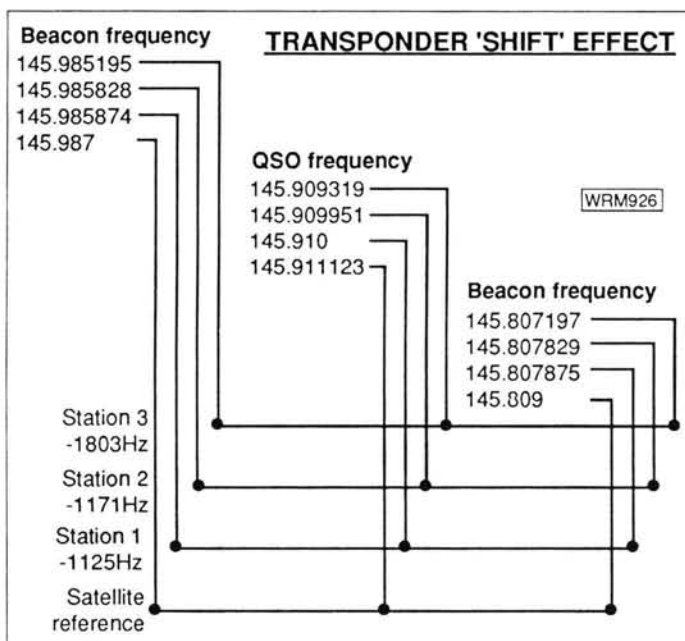 TRANSPONDER 'SHIFT' EFFECT
Beacon frequency
145.985195
145.985828
145.985874
145.987
QSO frequency
145.909319
145.909951
145.910
145.911123
WRM926
Beacon frequency
145.807197
145.807829
145.807875
145.809
Station 3
-1803Hz
Station 2
-1171Hz
Station 1
-1125Hz
Satellite
reference